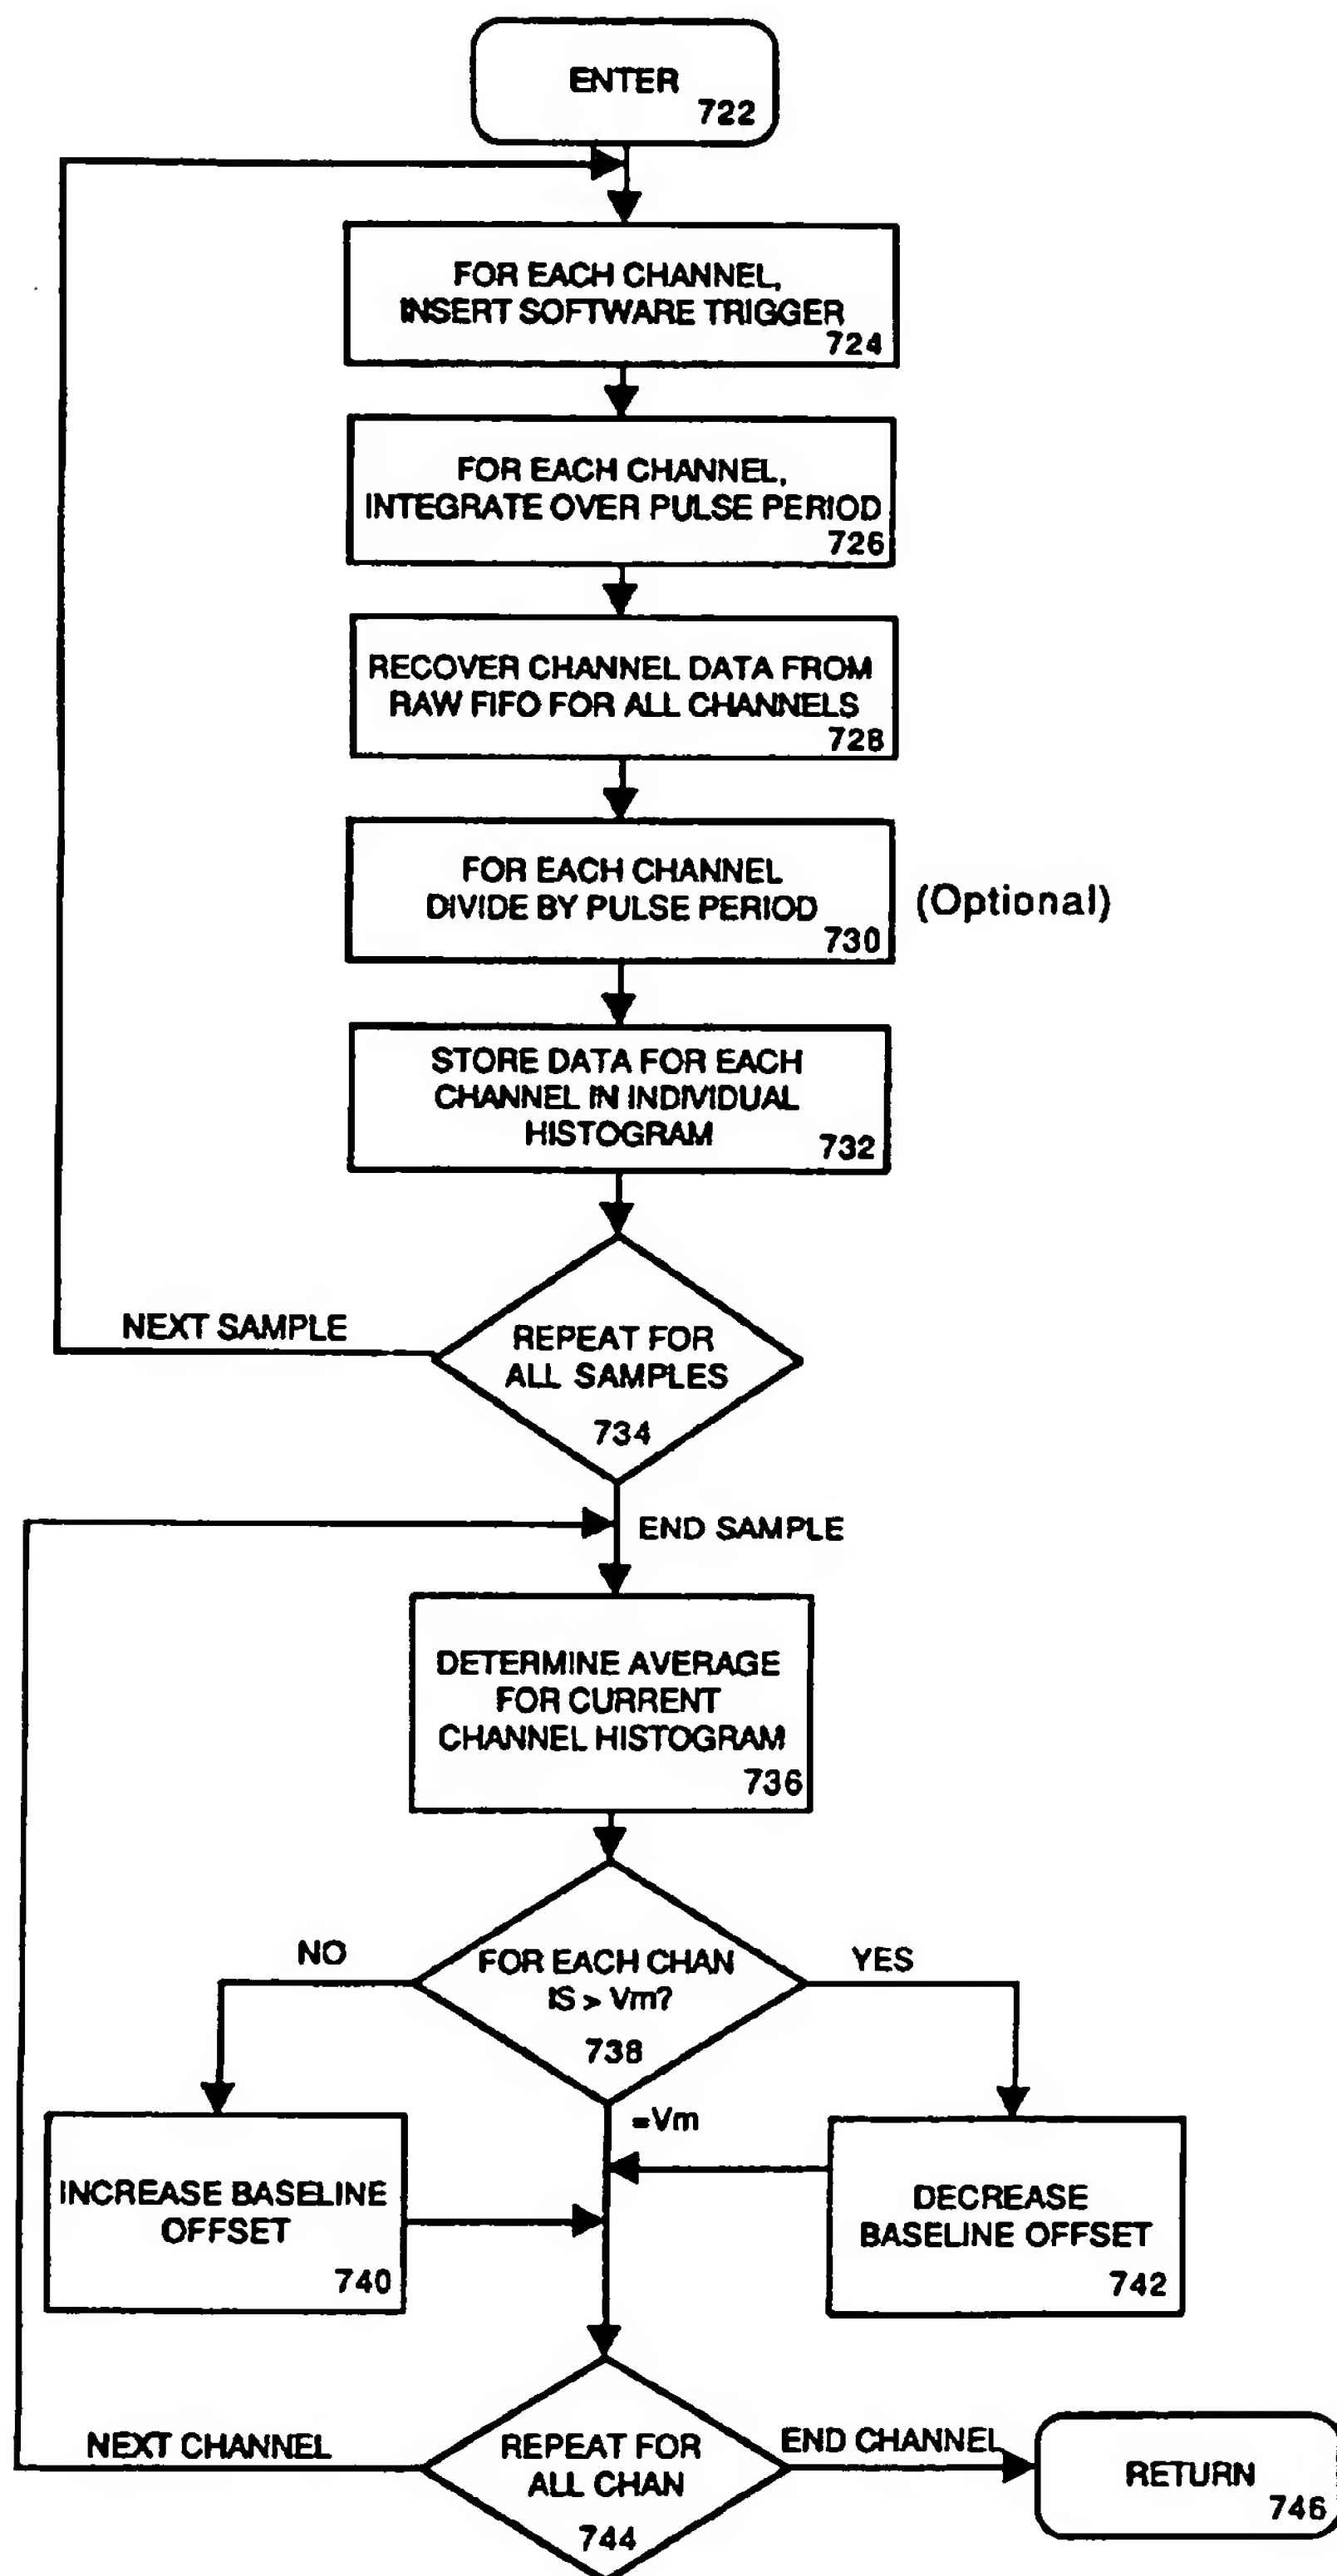 ENTER
722
FOR EACH CHANNEL,
INSERT SOFTWARE TRIGGER
724
FOR EACH CHANNEL,
INTEGRATE OVER PULSE PERIOD
726
RECOVER CHANNEL DATA FROM
RAW FIFO FOR ALL CHANNELS
728
FOR EACH CHANNEL
DIVIDE BY PULSE PERIOD
730
(Optional)
STORE DATA FOR EACH
CHANNEL IN INDIVIDUAL
HISTOGRAM
732
NEXT SAMPLE
REPEAT FOR
ALL SAMPLES
734
END SAMPLE
DETERMINE AVERAGE
FOR CURRENT
CHANNEL HISTOGRAM
736
NO
FOR EACH CHAN
IS > Vm?
738
YES
=Vm
INCREASE BASELINE
OFFSET
740
DECREASE
BASELINE OFFSET
742
NEXT CHANNEL
REPEAT FOR
ALL CHAN
744
END CHANNEL
RETURN
746